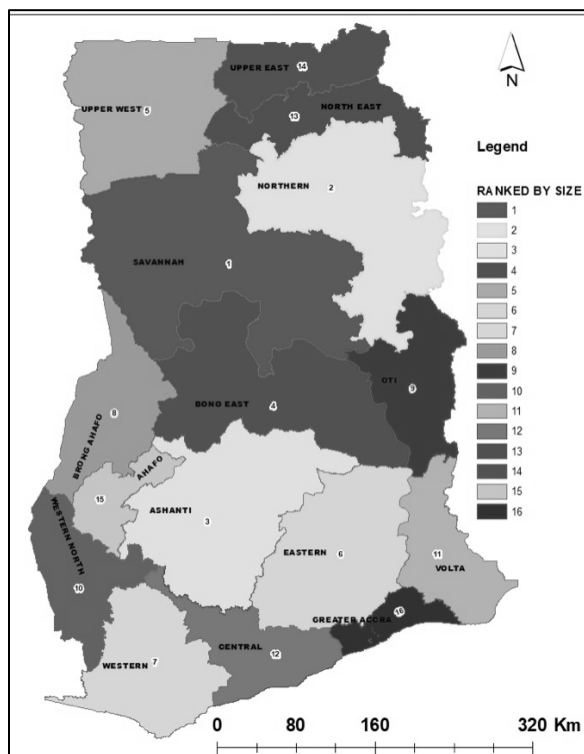 UPPER EAST
14
N
13
NORTH EAST
UPPER WEST
5
Legend
NORTHERN
2
RANKED BY SIZE
1
2
3
4
5
6
7
8
9
10
11
12
13
14
15
16
SAVANNAH
1
OTI
9
BONO EAST
4
BRONG AHAFO
8
AHAFO
15
ASHANTI
3
WESTERN NORTH
10
EASTERN
6
11
VOLTA
GREATER ACCRA
16
CENTRAL
12
WESTERN
7
0 80 160 320 Km